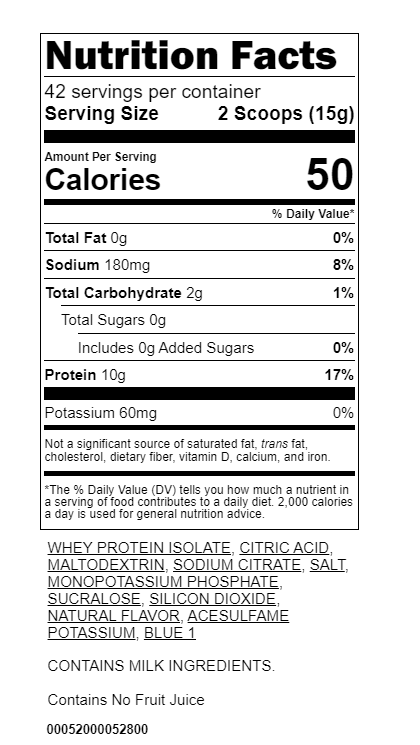 Nutrition Facts
42 servings per container
Serving Size 2 Scoops (15g)
Amount Per Serving
Calories 50
% Daily Value*
Total Fat 0g 0%
Sodium 180mg 8%
Total Carbohydrate 2g 1%
Total Sugars 0g
Includes 0g Added Sugars 0%
Protein 10g 17%
Potassium 60mg 0%
Not a significant source of saturated fat, trans fat,
cholesterol, dietary fiber, vitamin D, calcium, and iron.
*The % Daily Value (DV) tells you how much a nutrient in
a serving of food contributes to a daily diet. 2,000 calories
a day is used for general nutrition advice.
WHEY PROTEIN ISOLATE, CITRIC ACID,
MALTODEXTRIN, SODIUM CITRATE, SALT,
MONOPOTASSIUM PHOSPHATE,
SUCRALOSE, SILICON DIOXIDE,
NATURAL FLAVOR, ACESULFAME
POTASSIUM, BLUE 1
CONTAINS MILK INGREDIENTS.
Contains No Fruit Juice
00052000052800